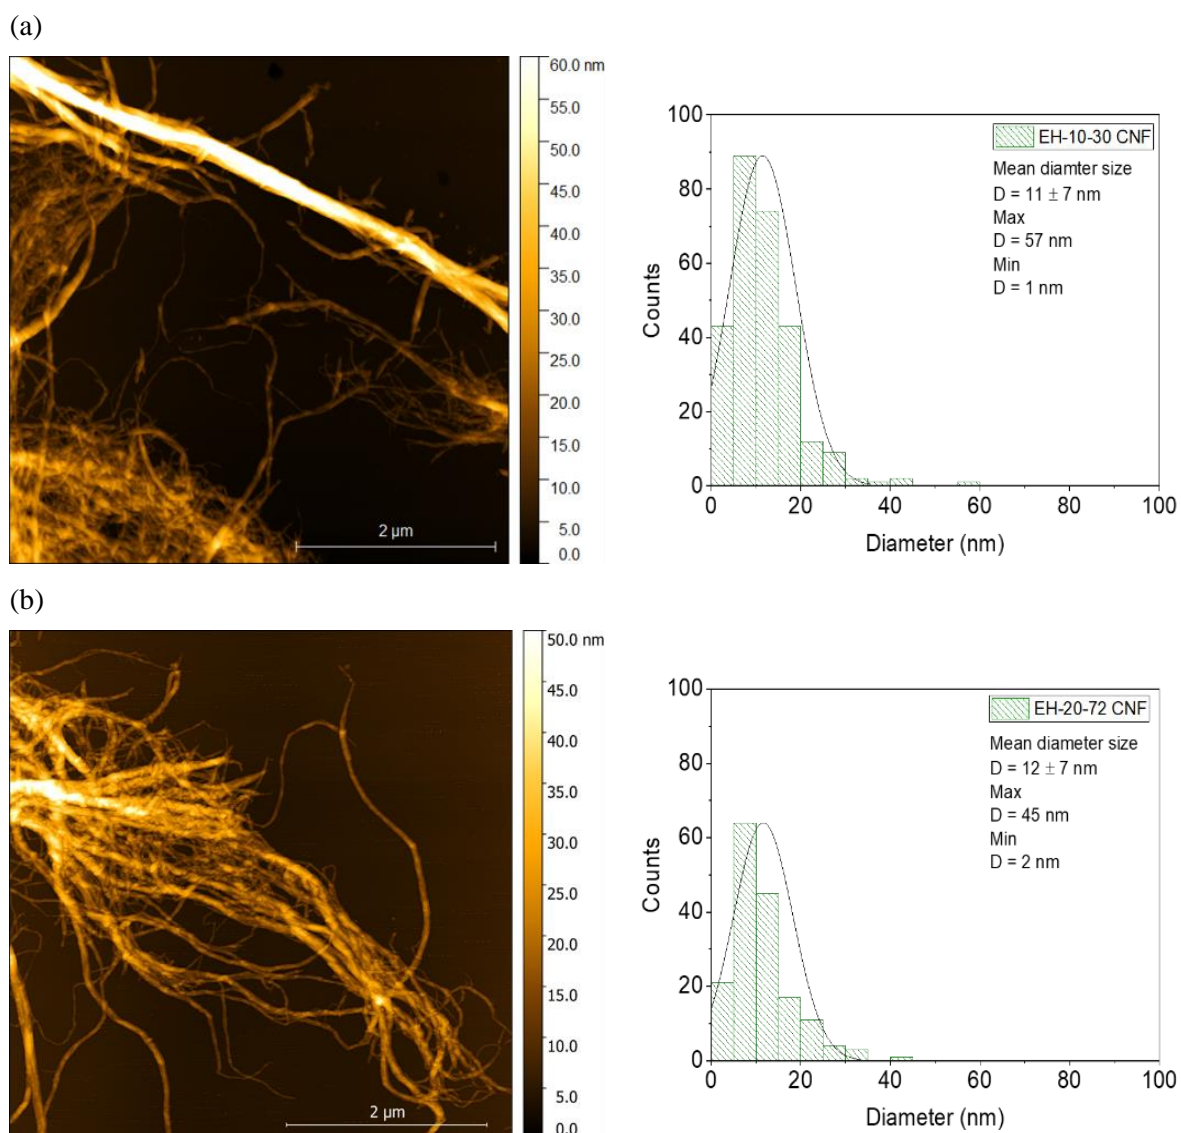 (a)
60.0 nm
55.0
50.0
45.0
40.0
35.0
30.0
25.0
20.0
15.0
10.0
5.0
0.0
2 µm
100
80
60
40
20
0
Counts
0 20 40 60 80 100
Diameter (nm)
EH-10-30 CNF
Mean diamter size
D = 11 ± 7 nm
Max
D = 57 nm
Min
D = 1 nm
(b)
50.0 nm
45.0
40.0
35.0
30.0
25.0
20.0
15.0
10.0
5.0
0.0
2 µm
100
80
60
40
20
0
Counts
0 20 40 60 80 100
Diameter (nm)
EH-20-72 CNF
Mean diameter size
D = 12 ± 7 nm
Max
D = 45 nm
Min
D = 2 nm